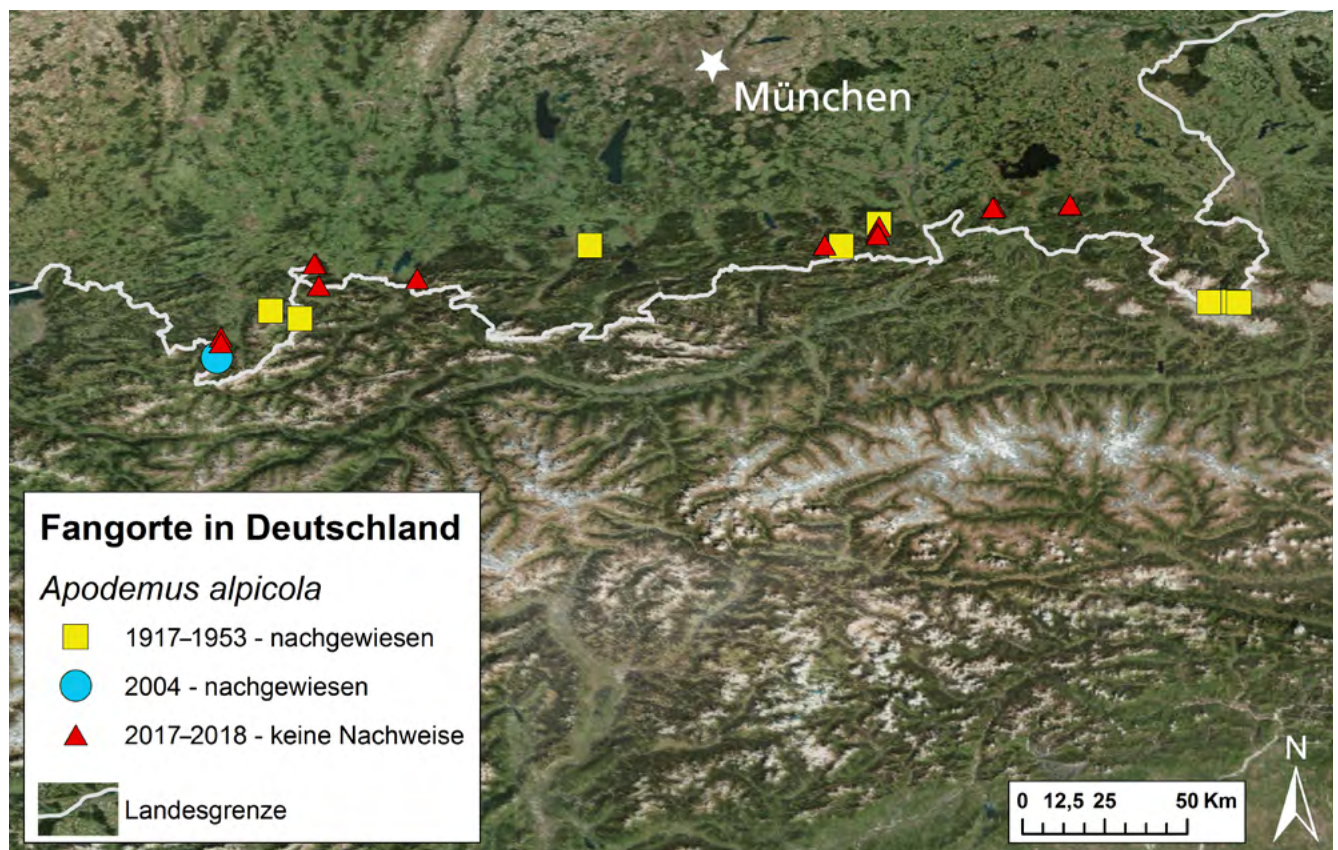 München
Fangorte in Deutschland
Apodemus alpicola
1917–1953 - nachgewiesen
2004 - nachgewiesen
2017–2018 - keine Nachweise
Landesgrenze
0 12,5 25 50 Km
N